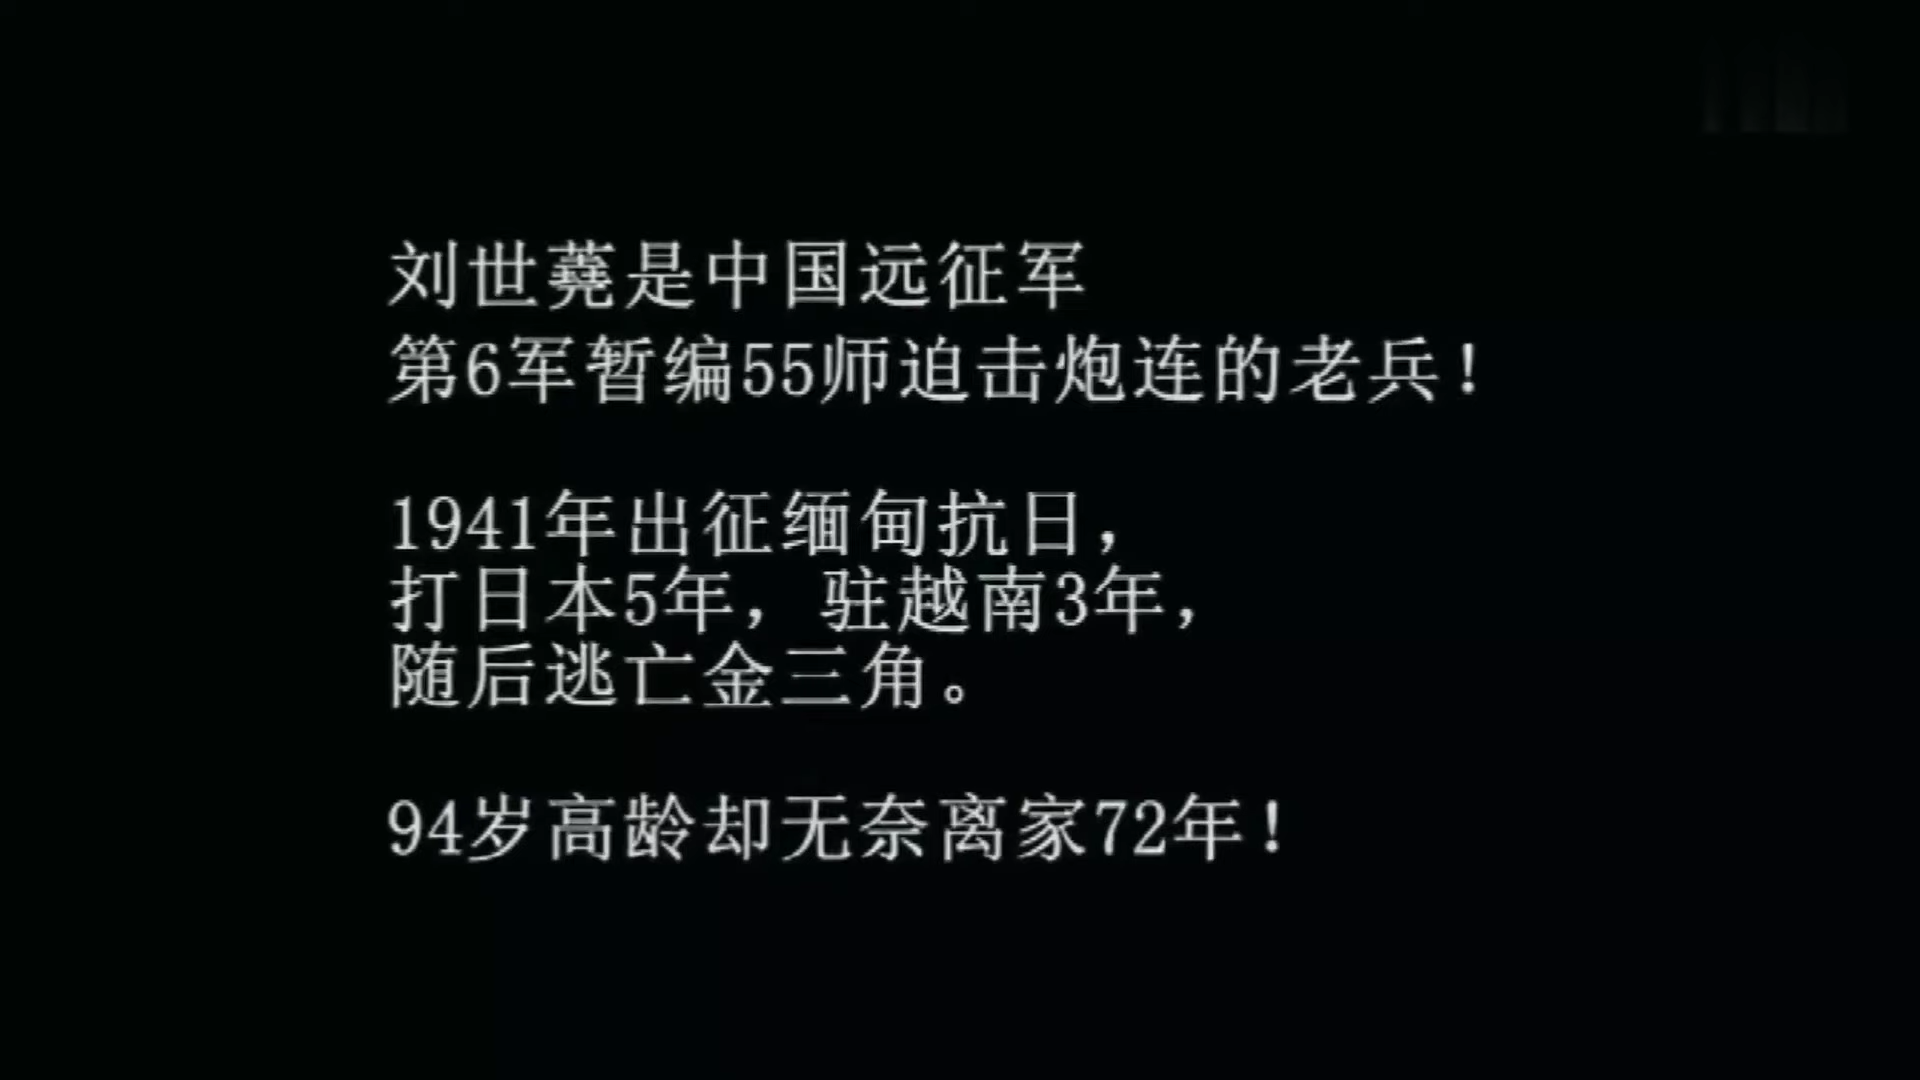 刘世蕘是中国远征军
第6军暂编55师迫击炮连的老兵！
1941年出征缅甸抗日，
打日本5年，驻越南3年，
随后逃亡金三角。
94岁高龄却无奈离家72年！